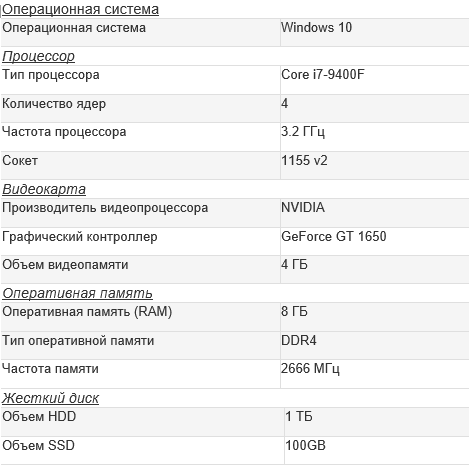 Операционная система
Операционная система Windows 10
Процессор
Тип процессора Core i7-9400F
Количество ядер 4
Частота процессора 3.2 ГГц
Сокет 1155 v2
Видеокарта
Производитель видеопроцессора NVIDIA
Графический контроллер GeForce GT 1650
Объем видеопамяти 4 ГБ
Оперативная память
Оперативная память (RAM) 8 ГБ
Тип оперативной памяти DDR4
Частота памяти 2666 МГц
Жесткий диск
Объем HDD 1 ТБ
Объем SSD 100GB